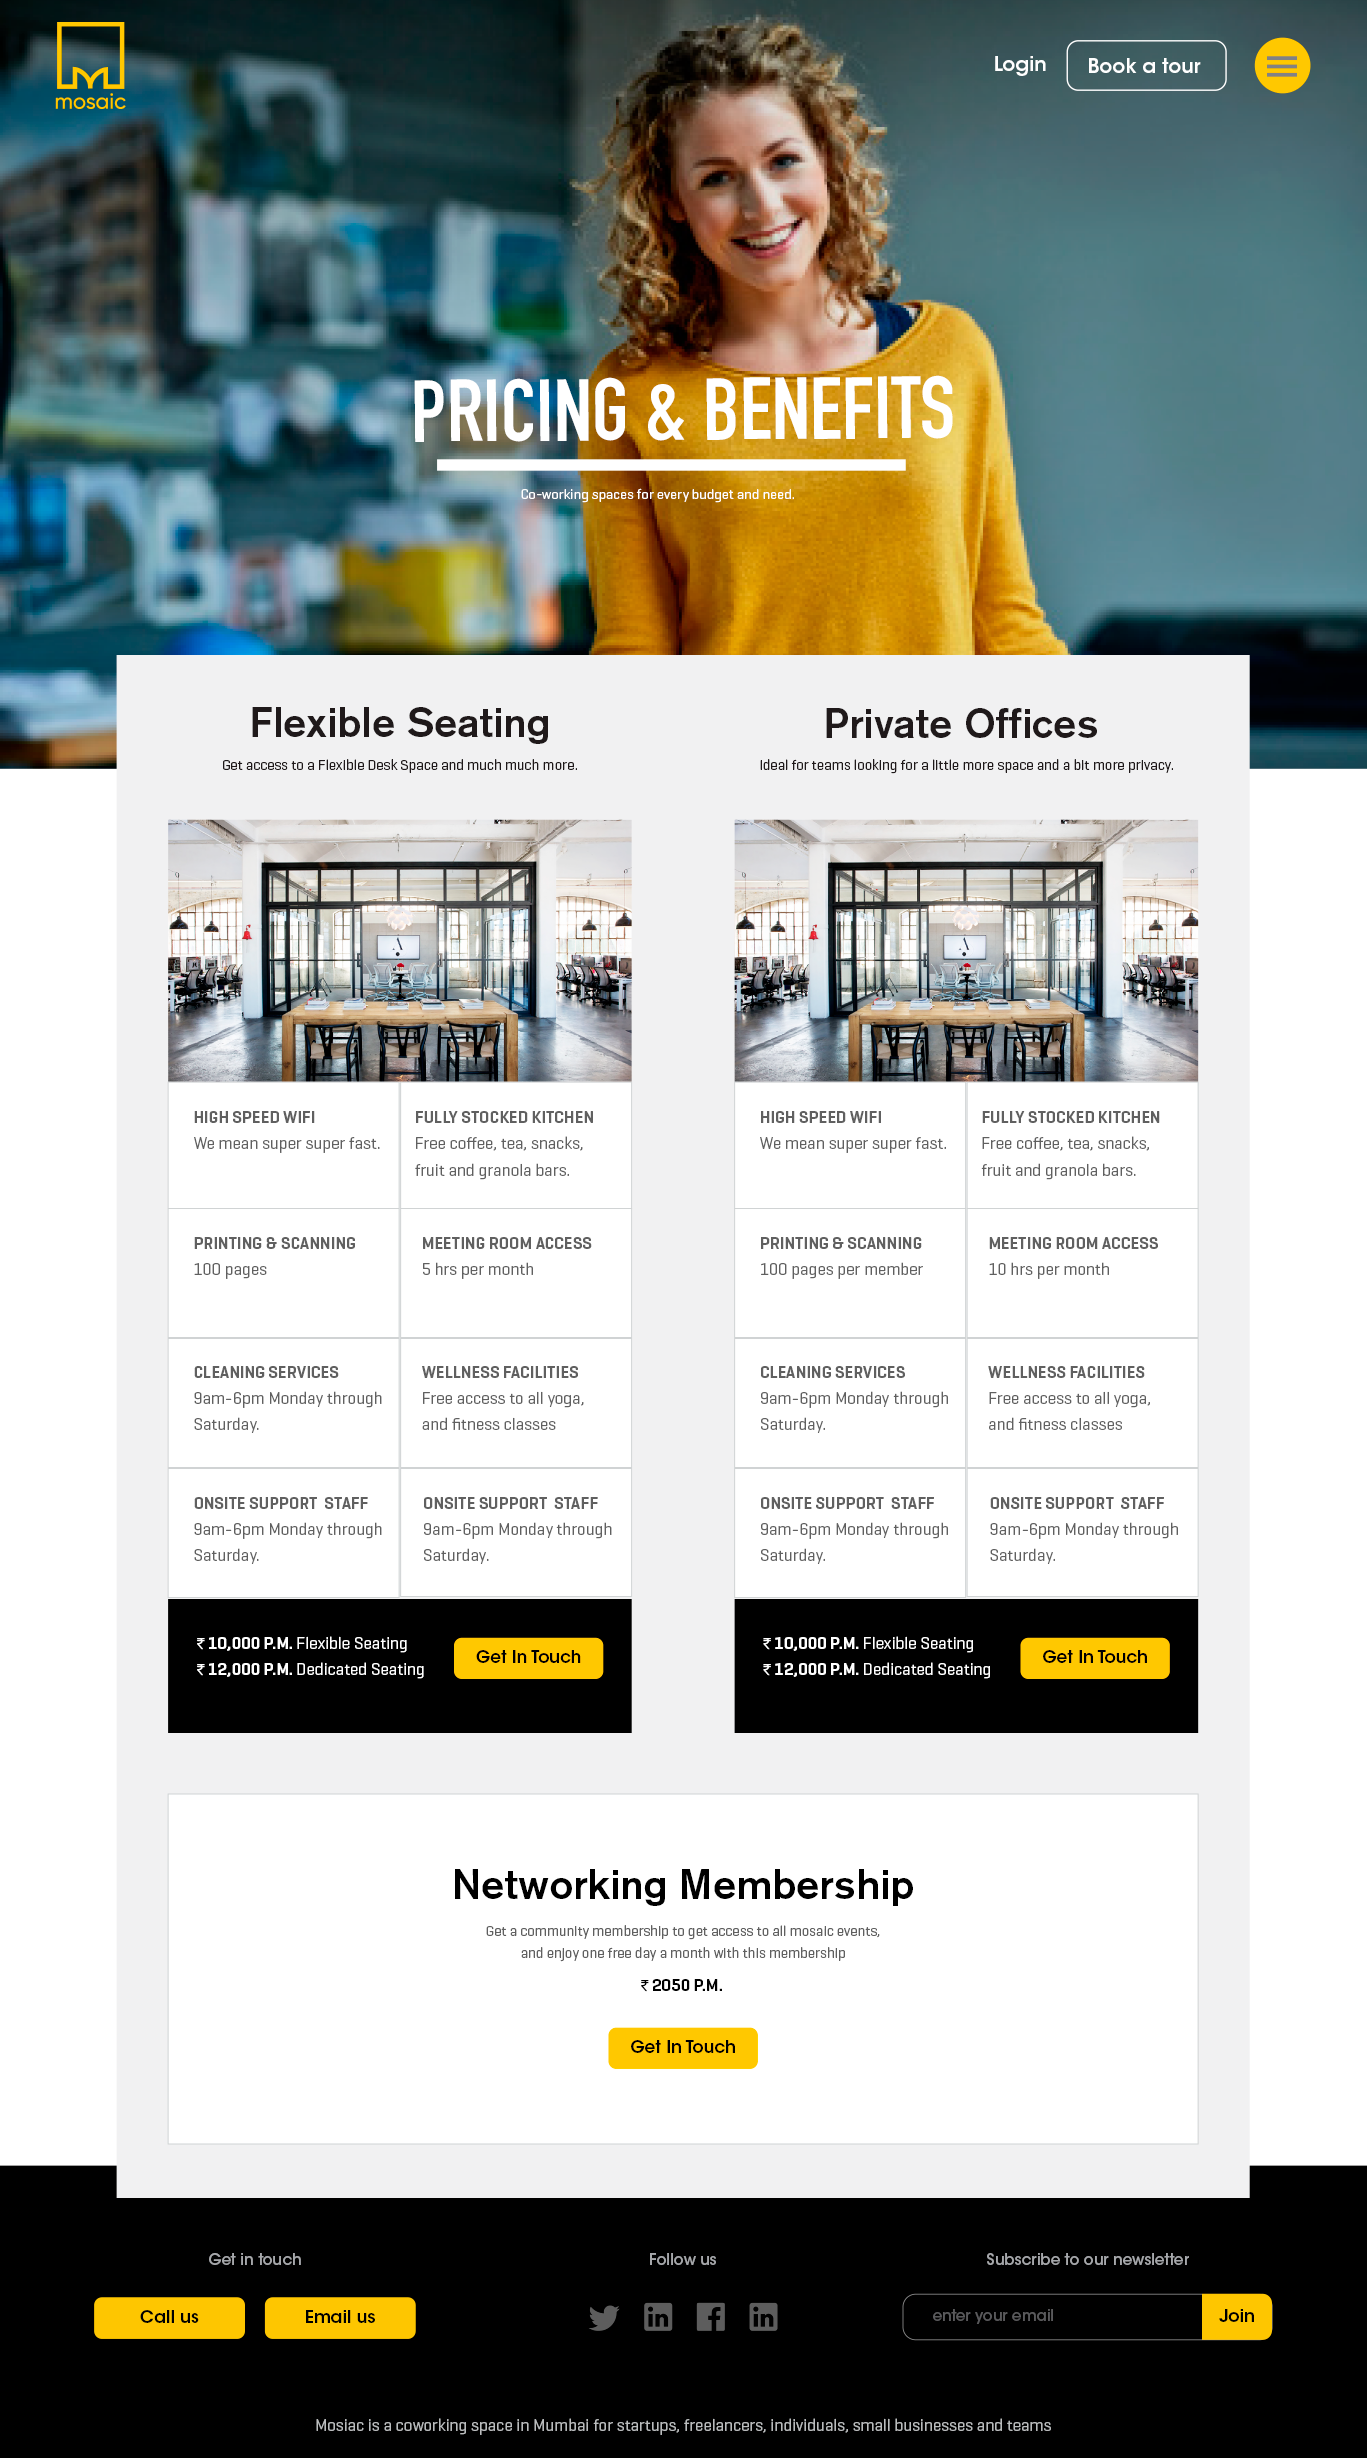 mosaic
Login
Book a tour
PRICING & BENEFITS
Co-working spaces for every budget and need.
Flexible Seating
Get access to a Flexible Desk Space and much much more.
HIGH SPEED WIFI
We mean super super fast.
FULLY STOCKED KITCHEN
Free coffee, tea, snacks,
fruit and granola bars.
PRINTING & SCANNING
100 pages
MEETING ROOM ACCESS
5 hrs per month
CLEANING SERVICES
9am-6pm Monday through
Saturday.
WELLNESS FACILITIES
Free access to all yoga,
and fitness classes
ONSITE SUPPORT STAFF
9am-6pm Monday through
Saturday.
ONSITE SUPPORT STAFF
9am-6pm Monday through
Saturday.
₹ 10,000 P.M. Flexible Seating
₹ 12,000 P.M. Dedicated Seating
Get In Touch
Private Offices
Ideal for teams looking for a little more space and a bit more privacy.
HIGH SPEED WIFI
We mean super super fast.
FULLY STOCKED KITCHEN
Free coffee, tea, snacks,
fruit and granola bars.
PRINTING & SCANNING
100 pages per member
MEETING ROOM ACCESS
10 hrs per month
CLEANING SERVICES
9am-6pm Monday through
Saturday.
WELLNESS FACILITIES
Free access to all yoga,
and fitness classes
ONSITE SUPPORT STAFF
9am-6pm Monday through
Saturday.
ONSITE SUPPORT STAFF
9am-6pm Monday through
Saturday.
₹ 10,000 P.M. Flexible Seating
₹ 12,000 P.M. Dedicated Seating
Get In Touch
Networking Membership
Get a community membership to get access to all mosaic events,
and enjoy one free day a month with this membership
₹ 2050 P.M.
Get In Touch
Get in touch
Call us
Email us
Follow us
Subscribe to our newsletter
enter your email
Join
Mosiac is a coworking space in Mumbai for startups, freelancers, individuals, small businesses and teams